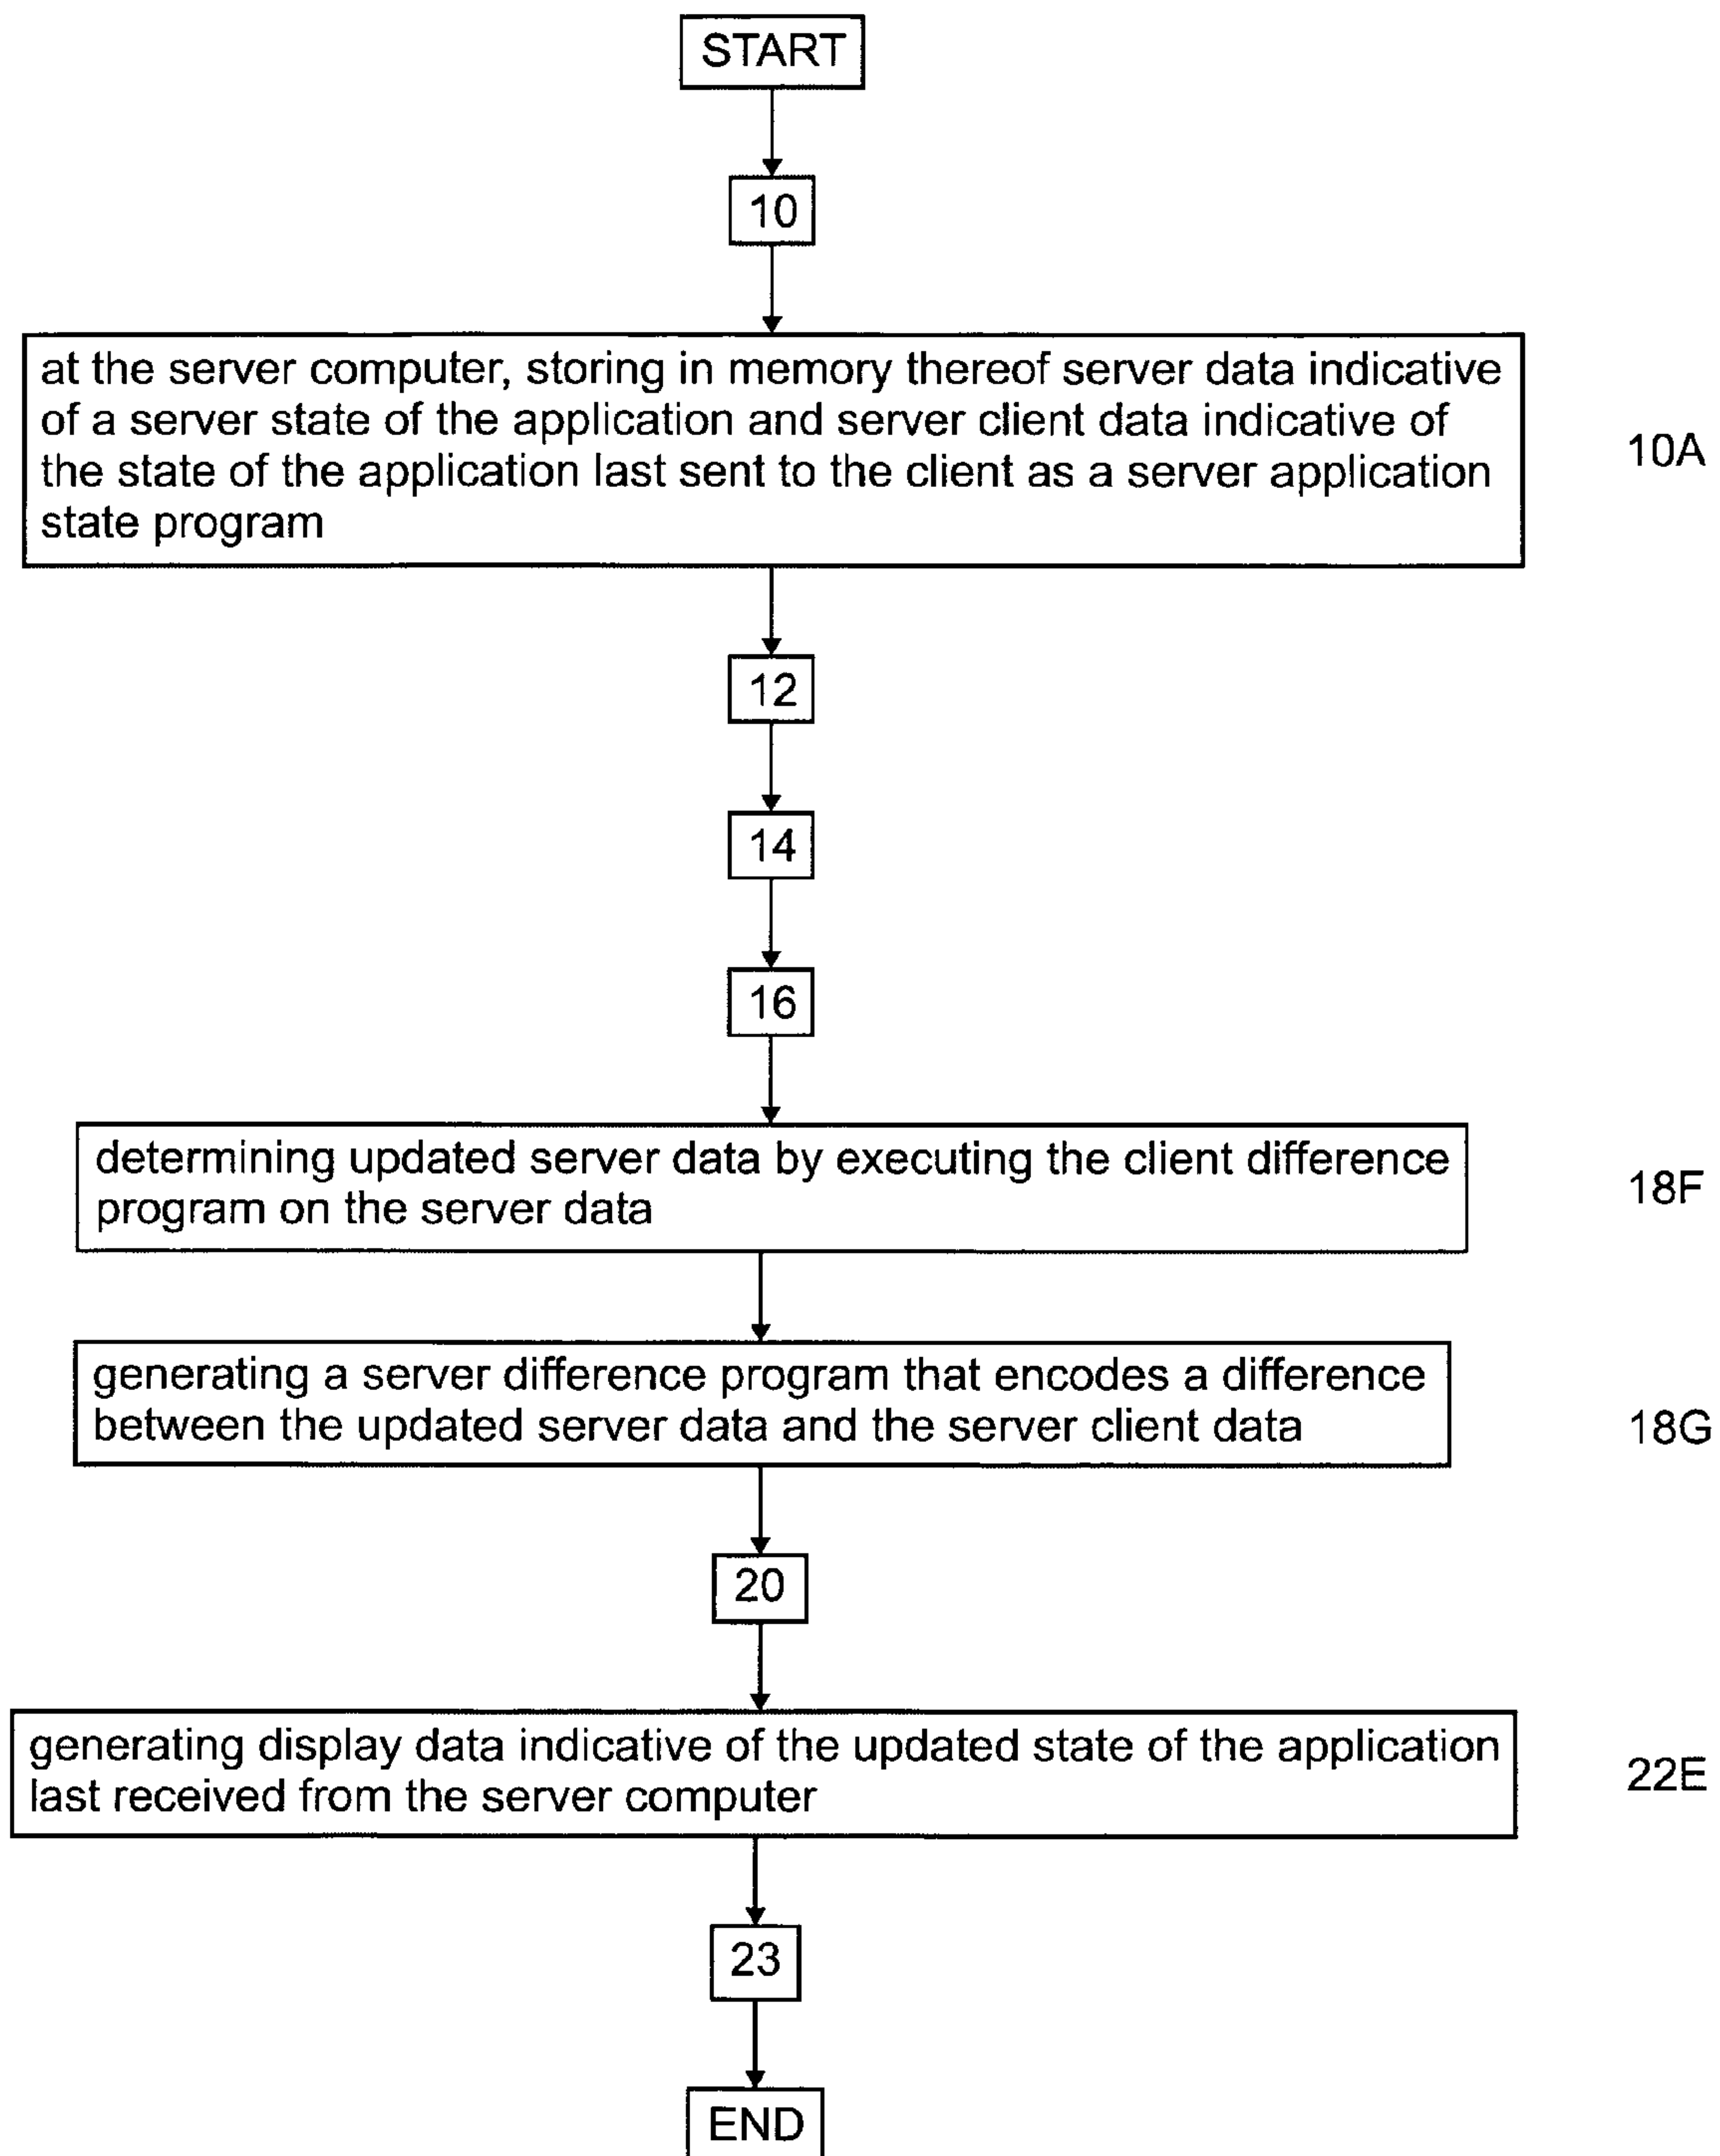 START
10
at the server computer, storing in memory thereof server data indicative
of a server state of the application and server client data indicative of
the state of the application last sent to the client as a server application
state program
10A
12
14
16
determining updated server data by executing the client difference
program on the server data
18F
generating a server difference program that encodes a difference
between the updated server data and the server client data
18G
20
generating display data indicative of the updated state of the application
last received from the server computer
22E
23
END